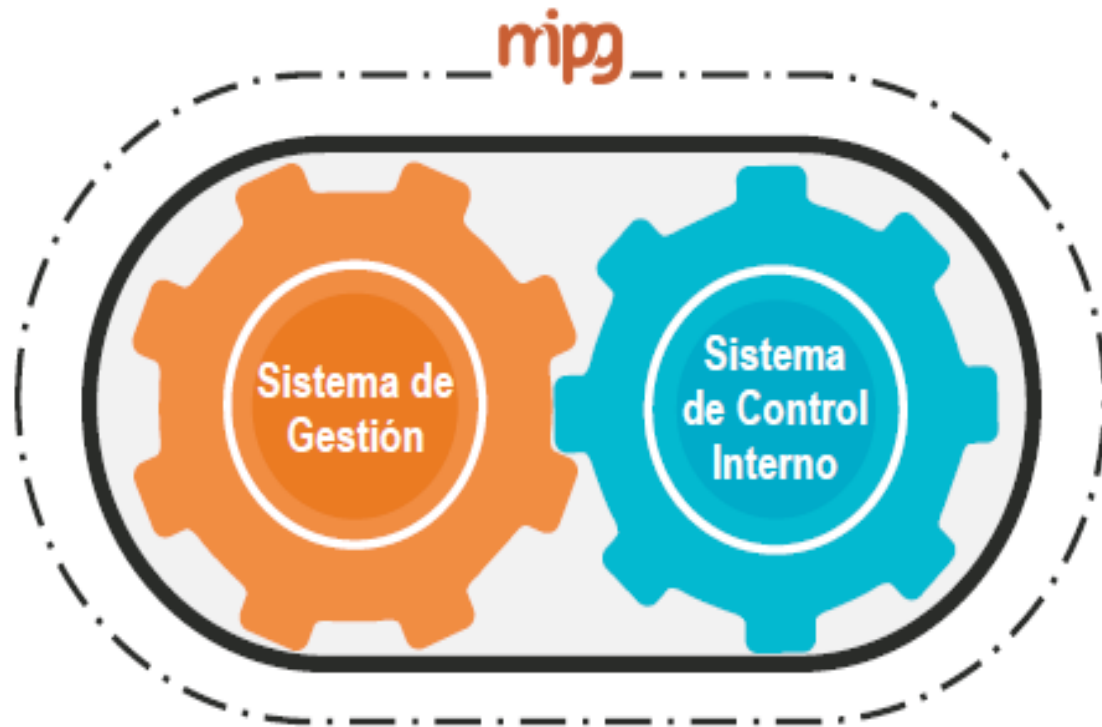 mipg
Sistema de
Gestión
Sistema
de Control
Interno